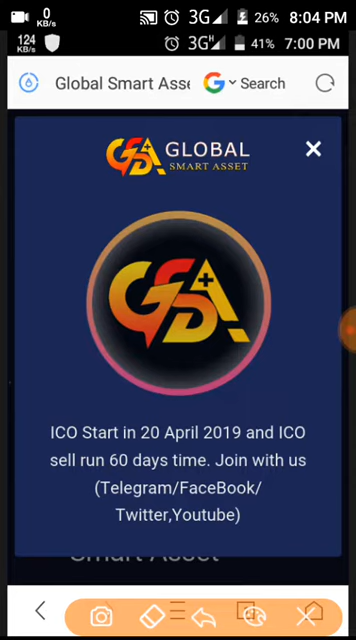 0 KB/s 3G 26% 8:04 PM
124 KB/s 3G H 41% 7:00 PM
Global Smart Asse G Search
GSA GLOBAL
SMART ASSET
GSA
ICO Start in 20 April 2019 and ICO
sell run 60 days time. Join with us
(Telegram/FaceBook/
Twitter,Youtube)
Smart Asset